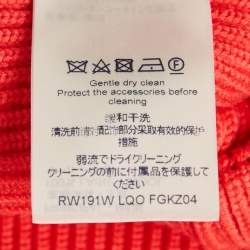 Gentle dry clean
Protect the accessories before
cleaning
缓和干洗
清洗前请对配饰部分采取有效的保护
措施
弱流でドライクリーニング
クリーニングの前に付属品を保護して
ください
RW191W LQO FGKZ04